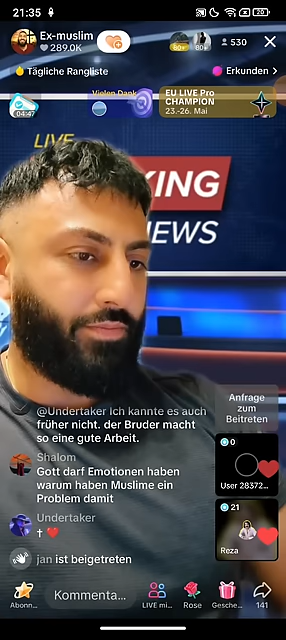 21:35
20
Ex-muslim
289.0K
60+
60+
530
Tägliche Rangliste
Erkunden >
04:47
Vielen Dank
EU LIVE Pro
CHAMPION
23.-26. Mai
LIVE
KING
NEWS
@Undertaker Ich kannte es auch
früher nicht. der Bruder macht
so eine gute Arbeit.
Shalom
Gott darf Emotionen haben
warum haben Muslime ein
Problem damit
Undertaker
✝️ ❤️
jan ist beigetreten
Anfrage
zum
Beitreten
0
User 28372...
21
Reza
Abonn...
Kommenta...
LIVE mi...
Rose
Gesche...
141